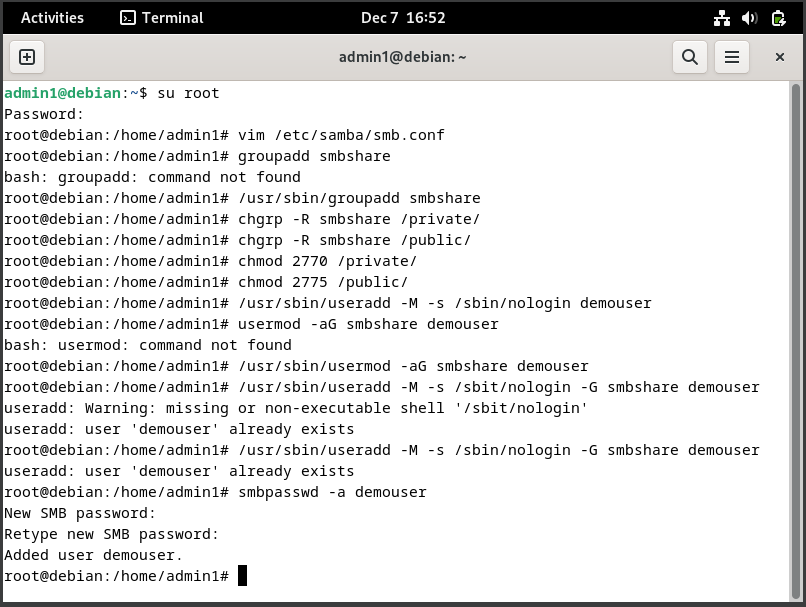 Activities Terminal Dec 7 16:52
admin1@debian: ~
admin1@debian:~$ su root
Password:
root@debian:/home/admin1# vim /etc/samba/smb.conf
root@debian:/home/admin1# groupadd smbshare
bash: groupadd: command not found
root@debian:/home/admin1# /usr/sbin/groupadd smbshare
root@debian:/home/admin1# chgrp -R smbshare /private/
root@debian:/home/admin1# chgrp -R smbshare /public/
root@debian:/home/admin1# chmod 2770 /private/
root@debian:/home/admin1# chmod 2775 /public/
root@debian:/home/admin1# /usr/sbin/useradd -M -s /sbin/nologin demouser
root@debian:/home/admin1# usermod -aG smbshare demouser
bash: usermod: command not found
root@debian:/home/admin1# /usr/sbin/usermod -aG smbshare demouser
root@debian:/home/admin1# /usr/sbin/useradd -M -s /sbit/nologin -G smbshare demouser
useradd: Warning: missing or non-executable shell '/sbit/nologin'
useradd: user 'demouser' already exists
root@debian:/home/admin1# /usr/sbin/useradd -M -s /sbin/nologin -G smbshare demouser
useradd: user 'demouser' already exists
root@debian:/home/admin1# smbpasswd -a demouser
New SMB password:
Retype new SMB password:
Added user demouser.
root@debian:/home/admin1#